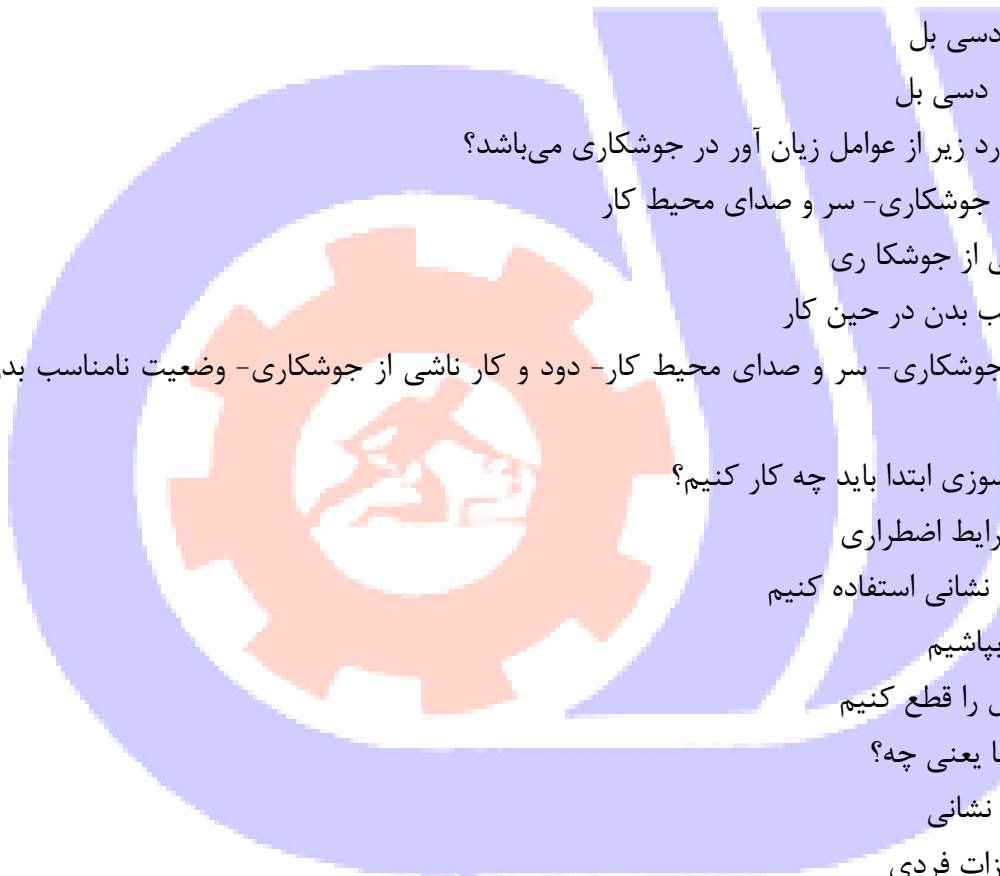 دسی بل
دسی بل
رد زیر از عوامل زیان آور در جوشکاری می‌باشد؟
جوشکاری- سر و صدای محیط کار
ی از جوشکا ری
ب بدن در حین کار
جوشکاری- سر و صدای محیط کار- دود و کار ناشی از جوشکاری- وضعیت نامناسب بد
سوزی ابتدا باید چه کار کنیم؟
رایط اضطراری
نشانی استفاده کنیم
بپاشیم
را قطع کنیم
ا یعنی چه؟
نشانی
زات فردی